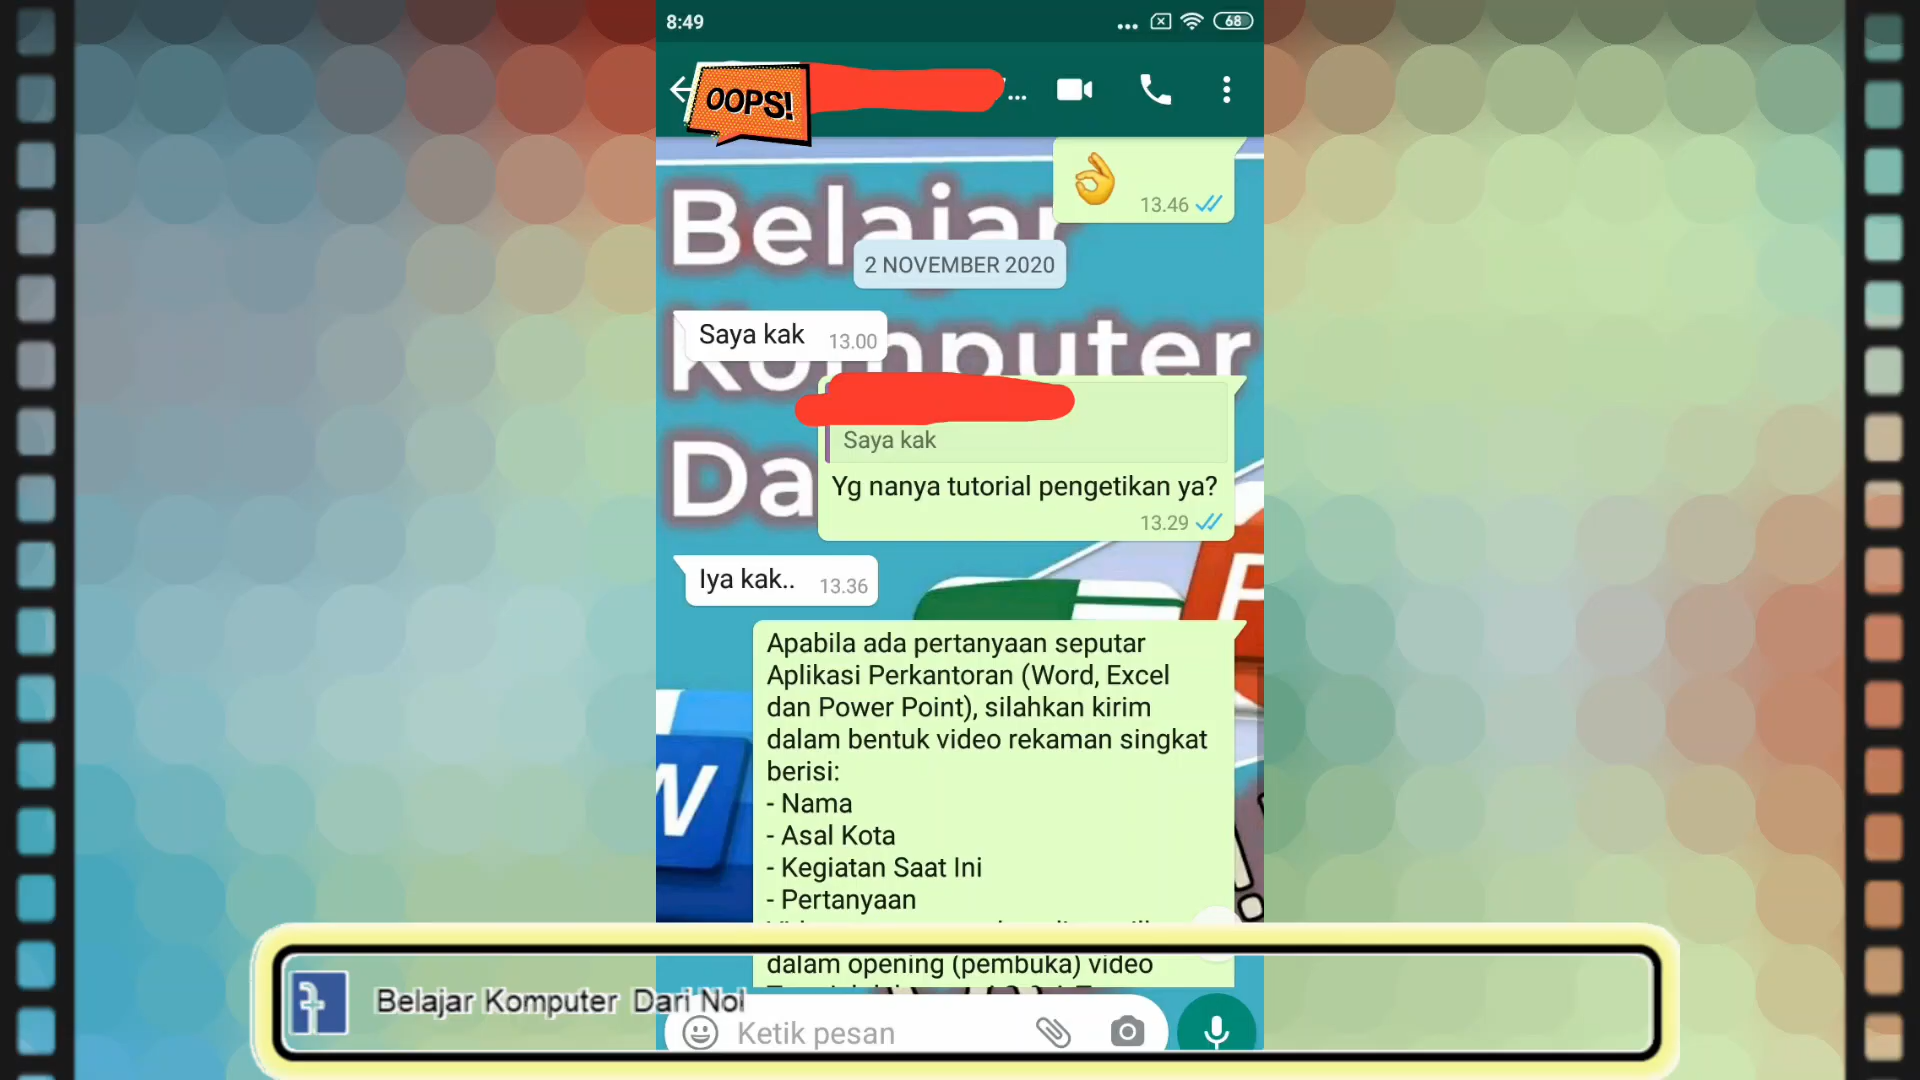 8:49
68
OOPS!
...
Belajar
13.46
2 NOVEMBER 2020
Saya kak 13.00
Komputer
Saya kak
Da
Yg nanya tutorial pengetikan ya?
13.29
Iya kak.. 13.36
P
Apabila ada pertanyaan seputar
Aplikasi Perkantoran (Word, Excel
dan Power Point), silahkan kirim
dalam bentuk video rekaman singkat
berisi:
W
- Nama
- Asal Kota
- Kegiatan Saat Ini
- Pertanyaan
dalam opening (pembuka) video
Belajar Komputer Dari Nol
Ketik pesan